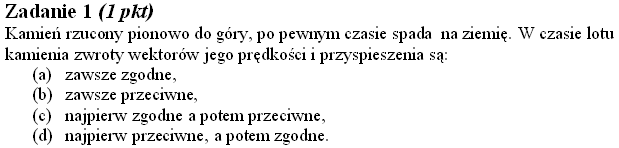 Zadanie 1 (1 pkt)
Kamień rzucony pionowo do góry, po pewnym czasie spada na ziemię. W czasie lotu
kamienia zwroty wektorów jego prędkości i przyspieszenia są:
(a) zawsze zgodne,
(b) zawsze przeciwne,
(c) najpierw zgodne a potem przeciwne,
(d) najpierw przeciwne, a potem zgodne.